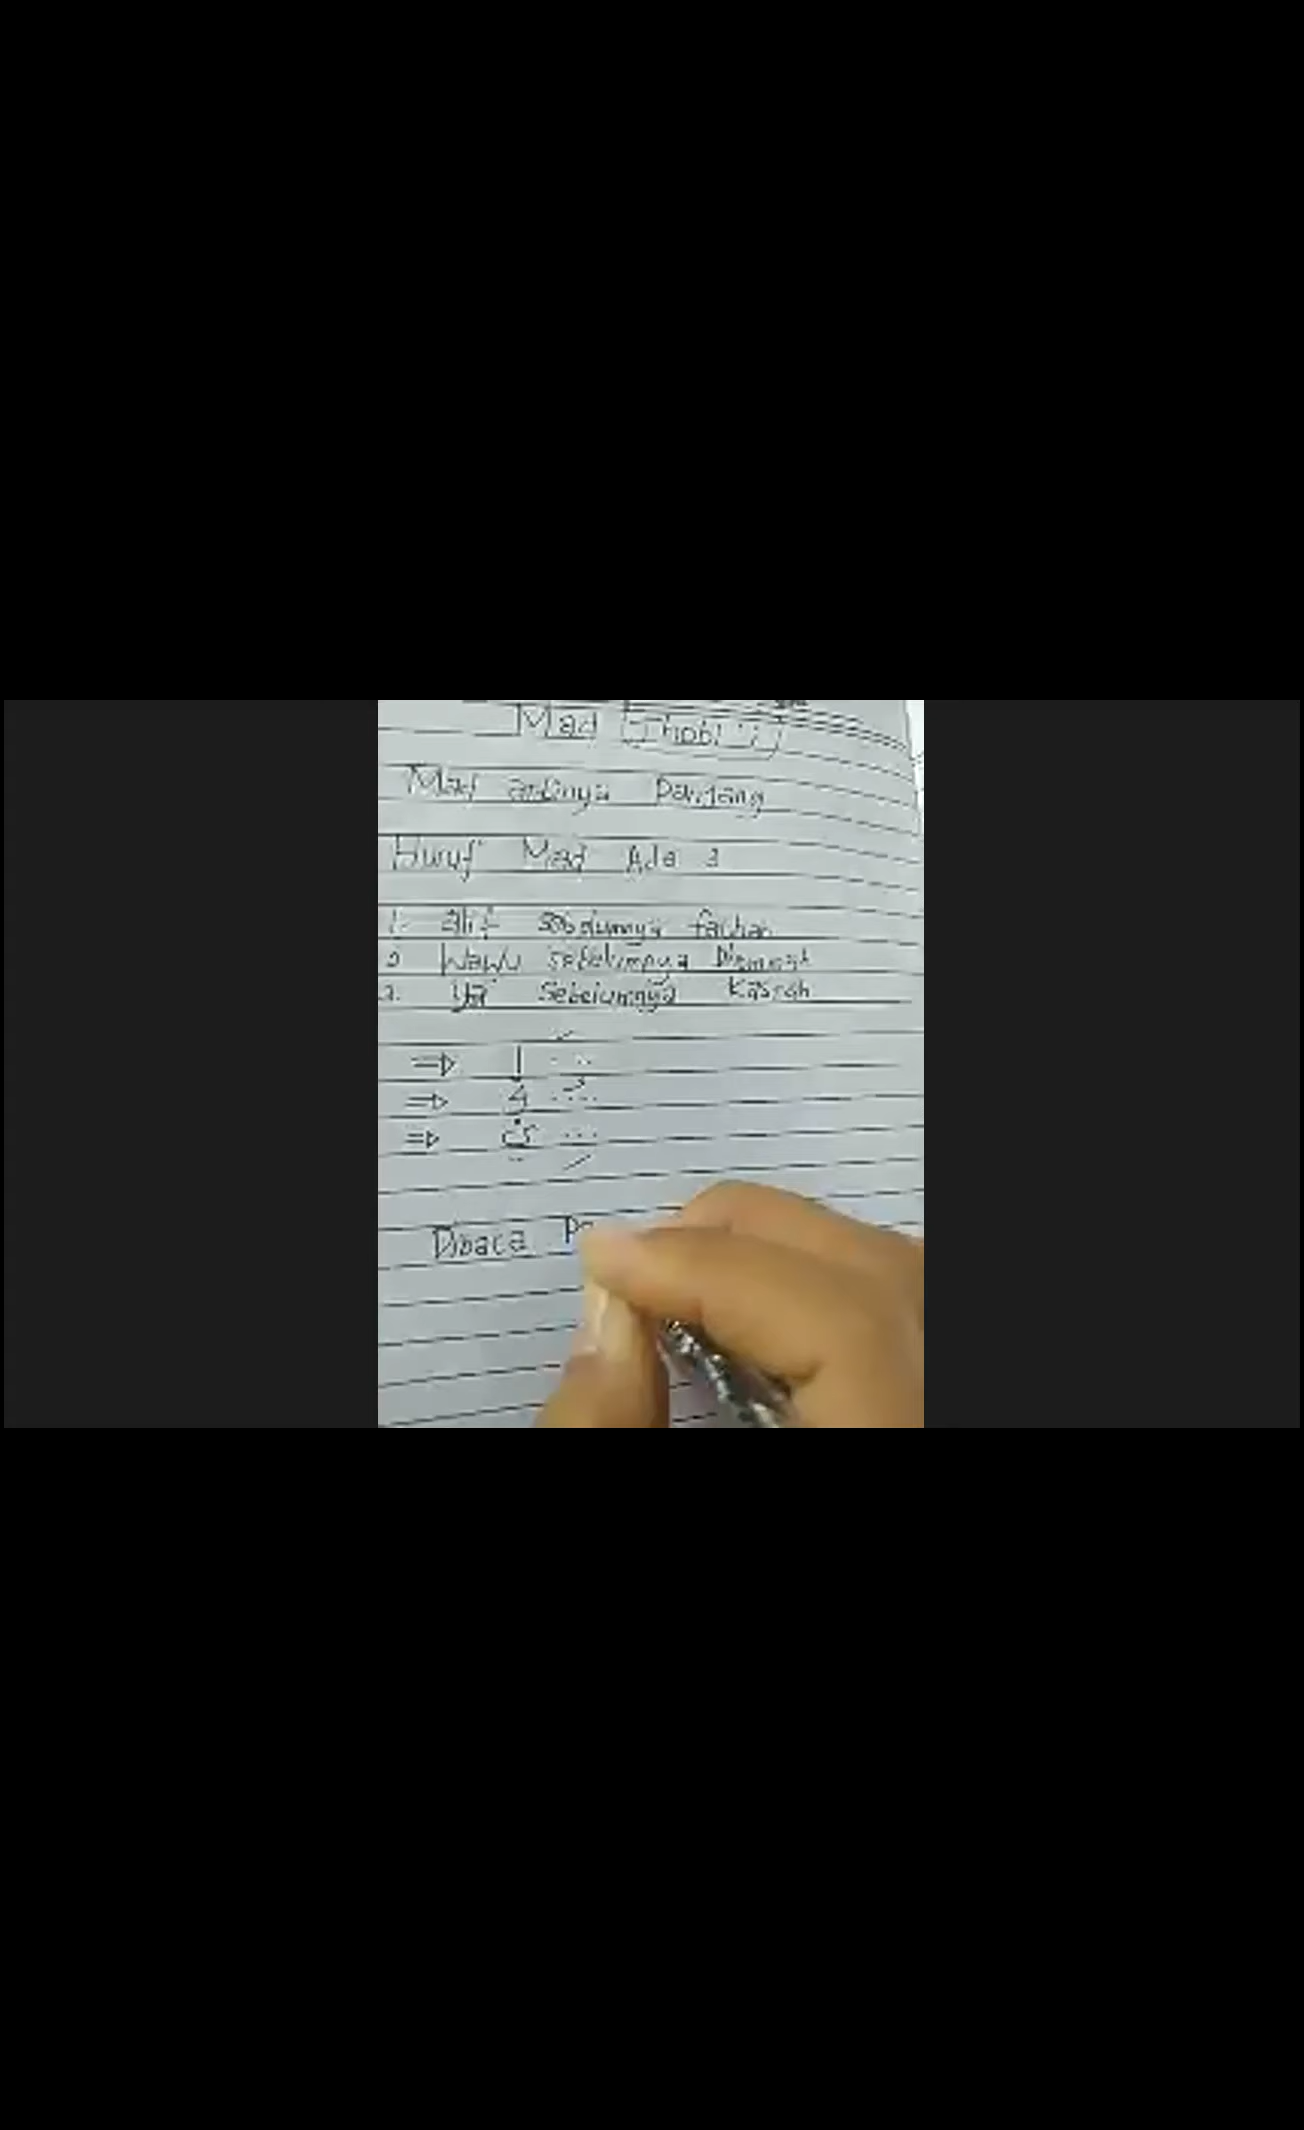 Mad Thobi'i
Mad artinya Panjang
Huruf Mad Ada 3
1. alif sebelumnya fathah
2 Wawu sebelumnya Dhommah
3. Ya' Sebelumnya Kasrah
=> ا
=> و
=> ي
Dibaca